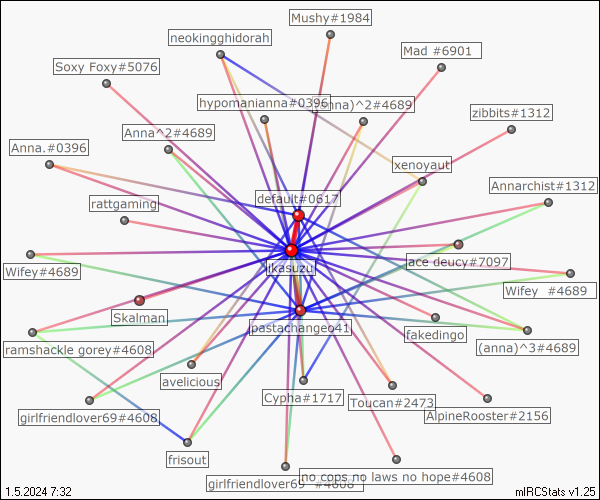 Mushy#1984
neokingghidorah
Mad #6901
Soxy Foxy#5076
hypomanianna#0396
nna)^2#4689
zibbits#1312
Anna^2#4689
Anna.#0396
xenoyaut
Annarchist#1312
default#0617
rattgaming
jkasuzu
ace deucy#7097
Wifey#4689
Wifey #4689
Skalman
pastachangeo41
fakedingo
ramshackle gorey#4608
(anna)^3#4689
avelicious
Cypha#1717
Toucan#2473
girlfriendlover69#4608
AlpineRooster#2156
frisout
girlfriendlover69 #4608
no cops no laws no hope#4608
1.5.2024 7:32
mIRCStats v1.25